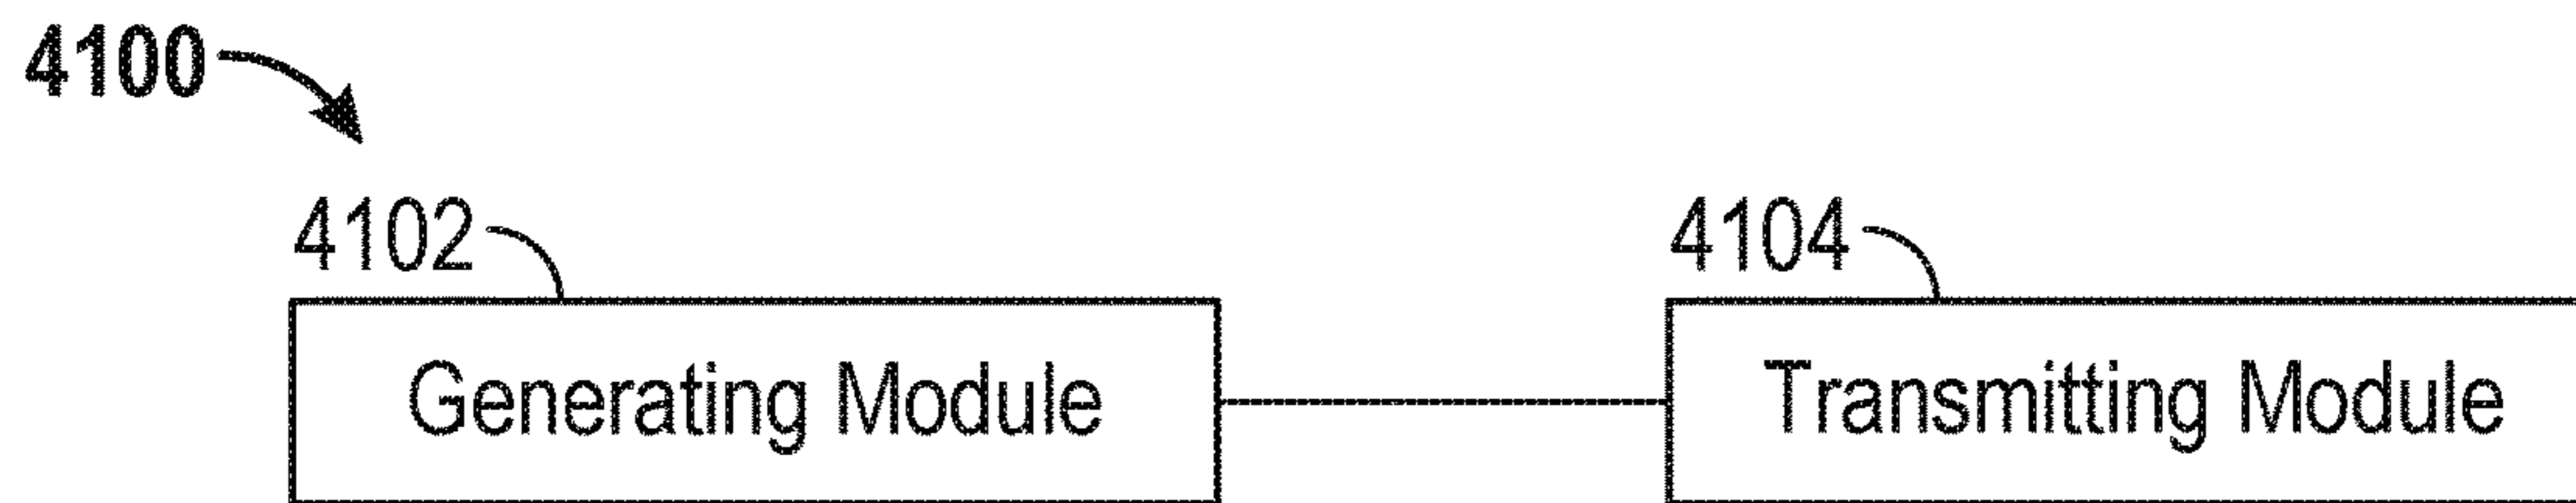 4100
4102
4104
Generating Module
Transmitting Module